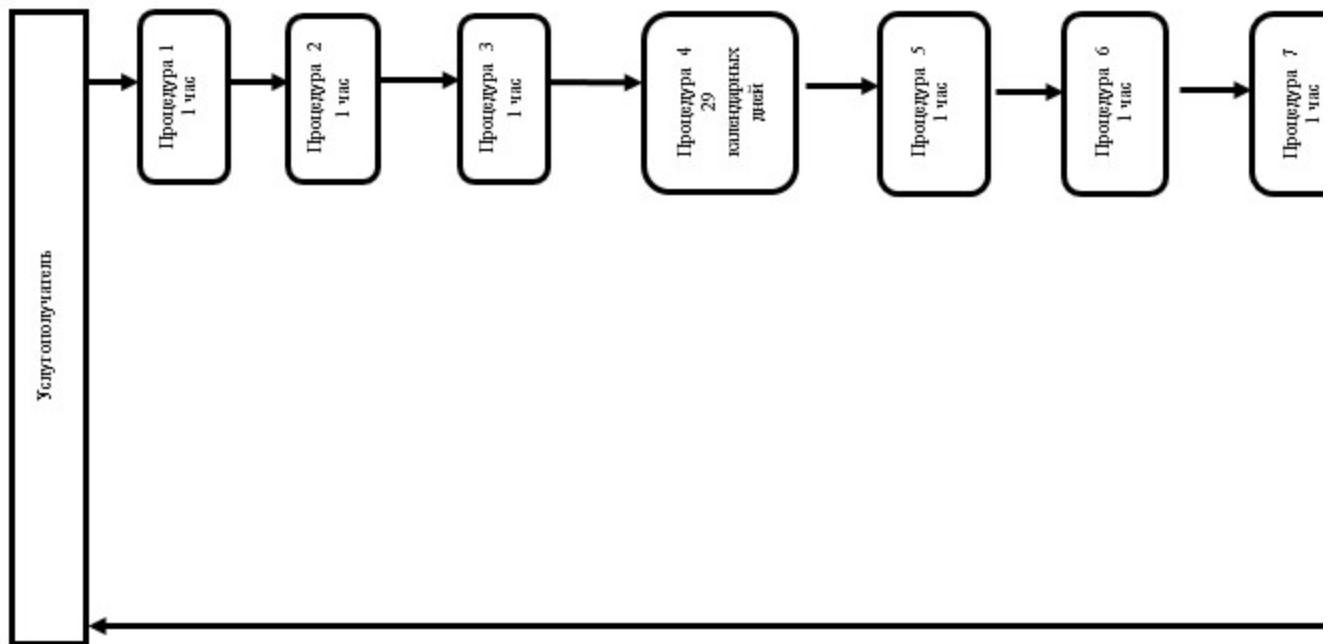 Услугополучатель
Процедура 1
1 час
Процедура 2
1 час
Процедура 3
1 час
Процедура 4
29
календарных
дней
Процедура 5
1 час
Процедура 6
1 час
Процедура 7
1 час